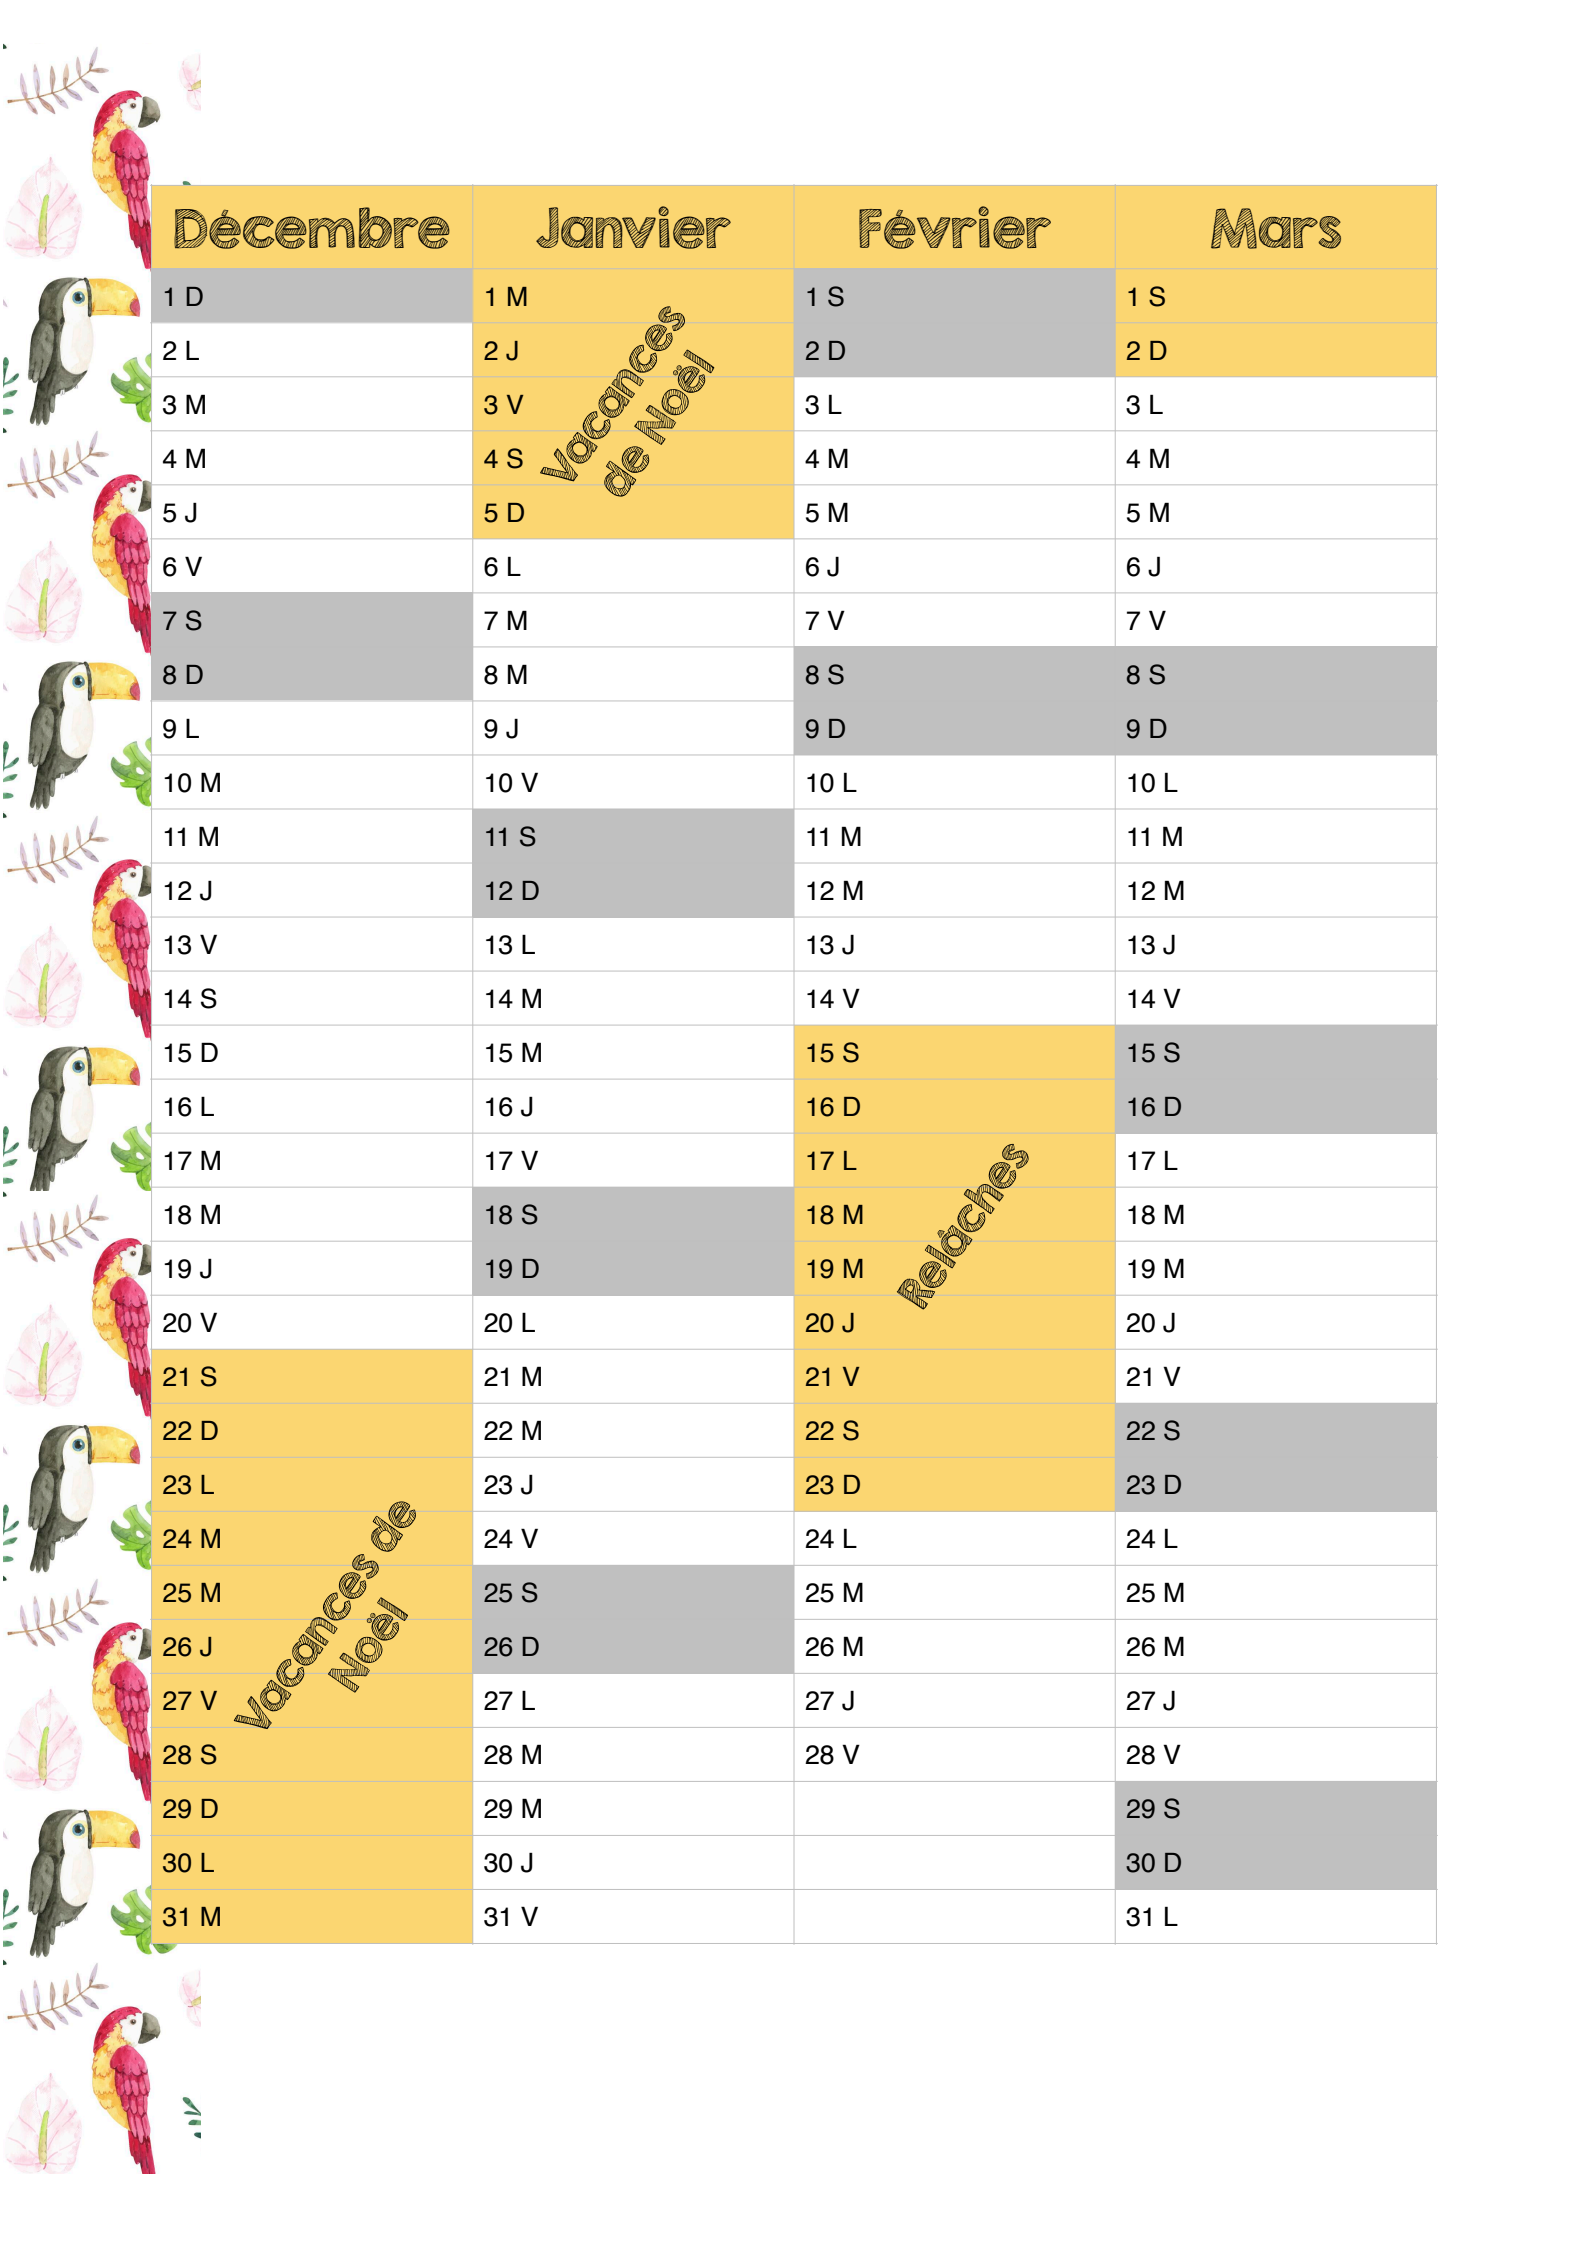 Décembre Janvier Février Mars
1 D 1 M 1 S 1 S
2 L 2 J 2 D 2 D
3 M 3 V 3 L 3 L
4 M 4 S 4 M 4 M
5 J 5 D 5 M 5 M
Vacances
de Noël
6 V 6 L 6 J 6 J
7 S 7 M 7 V 7 V
8 D 8 M 8 S 8 S
9 L 9 J 9 D 9 D
10 M 10 V 10 L 10 L
11 M 11 S 11 M 11 M
12 J 12 D 12 M 12 M
13 V 13 L 13 J 13 J
14 S 14 M 14 V 14 V
15 D 15 M 15 S 15 S
16 L 16 J 16 D 16 D
17 M 17 V 17 L 17 L
18 M 18 S 18 M 18 M
19 J 19 D 19 M 19 M
20 V 20 L 20 J 20 J
Relâches
21 S 21 M 21 V 21 V
22 D 22 M 22 S 22 S
23 L 23 J 23 D 23 D
24 M 24 V 24 L 24 L
25 M 25 S 25 M 25 M
26 J 26 D 26 M 26 M
27 V 27 L 27 J 27 J
Vacances de
Noël
28 S 28 M 28 V 28 V
29 D 29 M 29 S
30 L 30 J 30 D
31 M 31 V 31 L